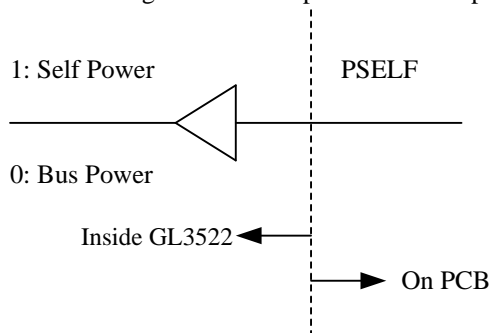 1: Self Power
PSELF
0: Bus Power
Inside GL3522
On PCB